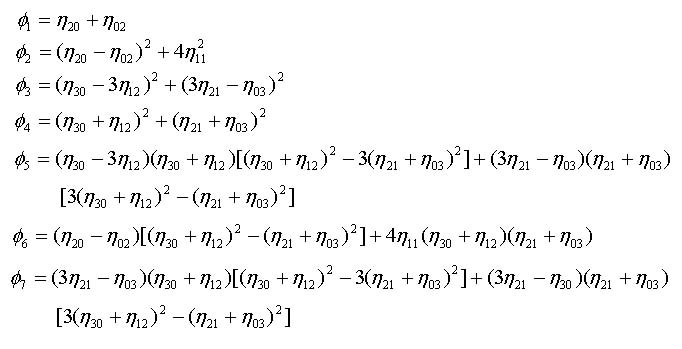 ϕ₁ = η₂₀ + η₀₂
ϕ₂ = (η₂₀ − η₀₂)² + 4η₁₁²
ϕ₃ = (η₃₀ − 3η₁₂)² + (3η₂₁ − η₀₃)²
ϕ₄ = (η₃₀ + η₁₂)² + (η₂₁ + η₀₃)²
ϕ₅ = (η₃₀ − 3η₁₂)(η₃₀ + η₁₂)[(η₃₀ + η₁₂)² − 3(η₂₁ + η₀₃)²] + (3η₂₁ − η₀₃)(η₂₁ + η₀₃)
[3(η₃₀ + η₁₂)² − (η₂₁ + η₀₃)²]
ϕ₆ = (η₂₀ − η₀₂)[(η₃₀ + η₁₂)² − (η₂₁ + η₀₃)²] + 4η₁₁(η₃₀ + η₁₂)(η₂₁ + η₀₃)
ϕ₇ = (3η₂₁ − η₀₃)(η₃₀ + η₁₂)[(η₃₀ + η₁₂)² − 3(η₂₁ + η₀₃)²] + (3η₂₁ − η₃₀)(η₂₁ + η₀₃)
[3(η₃₀ + η₁₂)² − (η₂₁ + η₀₃)²]